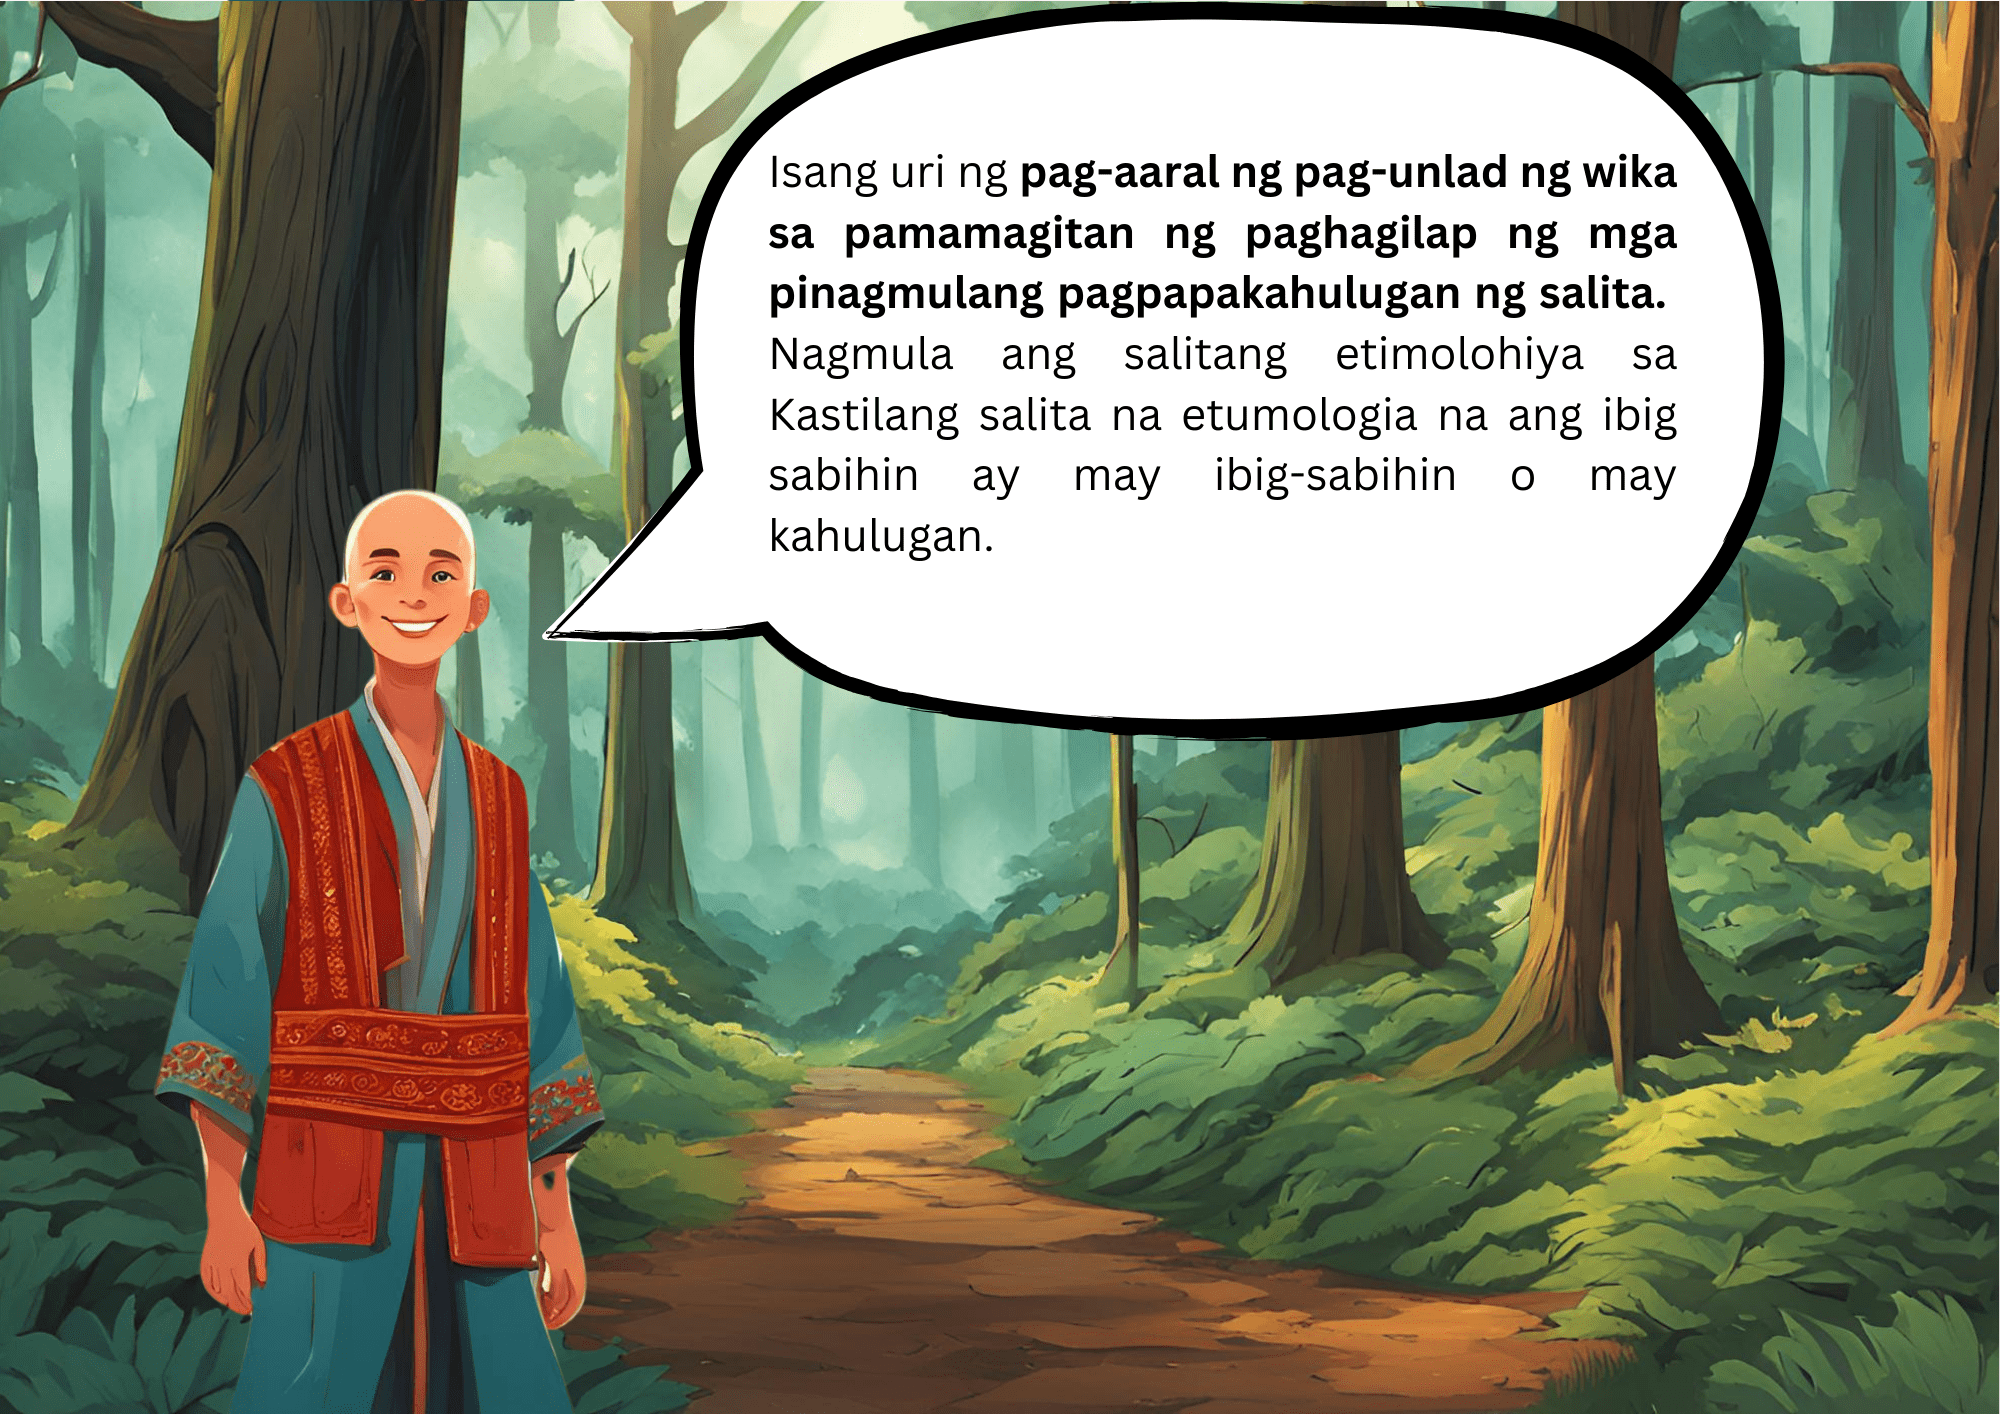 Isang uri ng pag-aaral ng pag-unlad ng wika
sa pamamagitan ng paghagilap ng mga
pinagmulang pagpapakahulugan ng salita.
Nagmula ang salitang etimolohiya sa
Kastilang salita na etumologia na ang ibig
sabihin ay may ibig-sabihin o may
kahulugan.